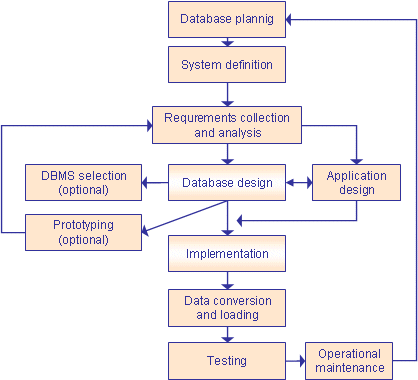 Database plannig
System definition
Requrements collection
and analysis
DBMS selection
(optional)
Database design
Application
design
Prototyping
(optional)
Implementation
Data conversion
and loading
Testing
Operational
maintenance